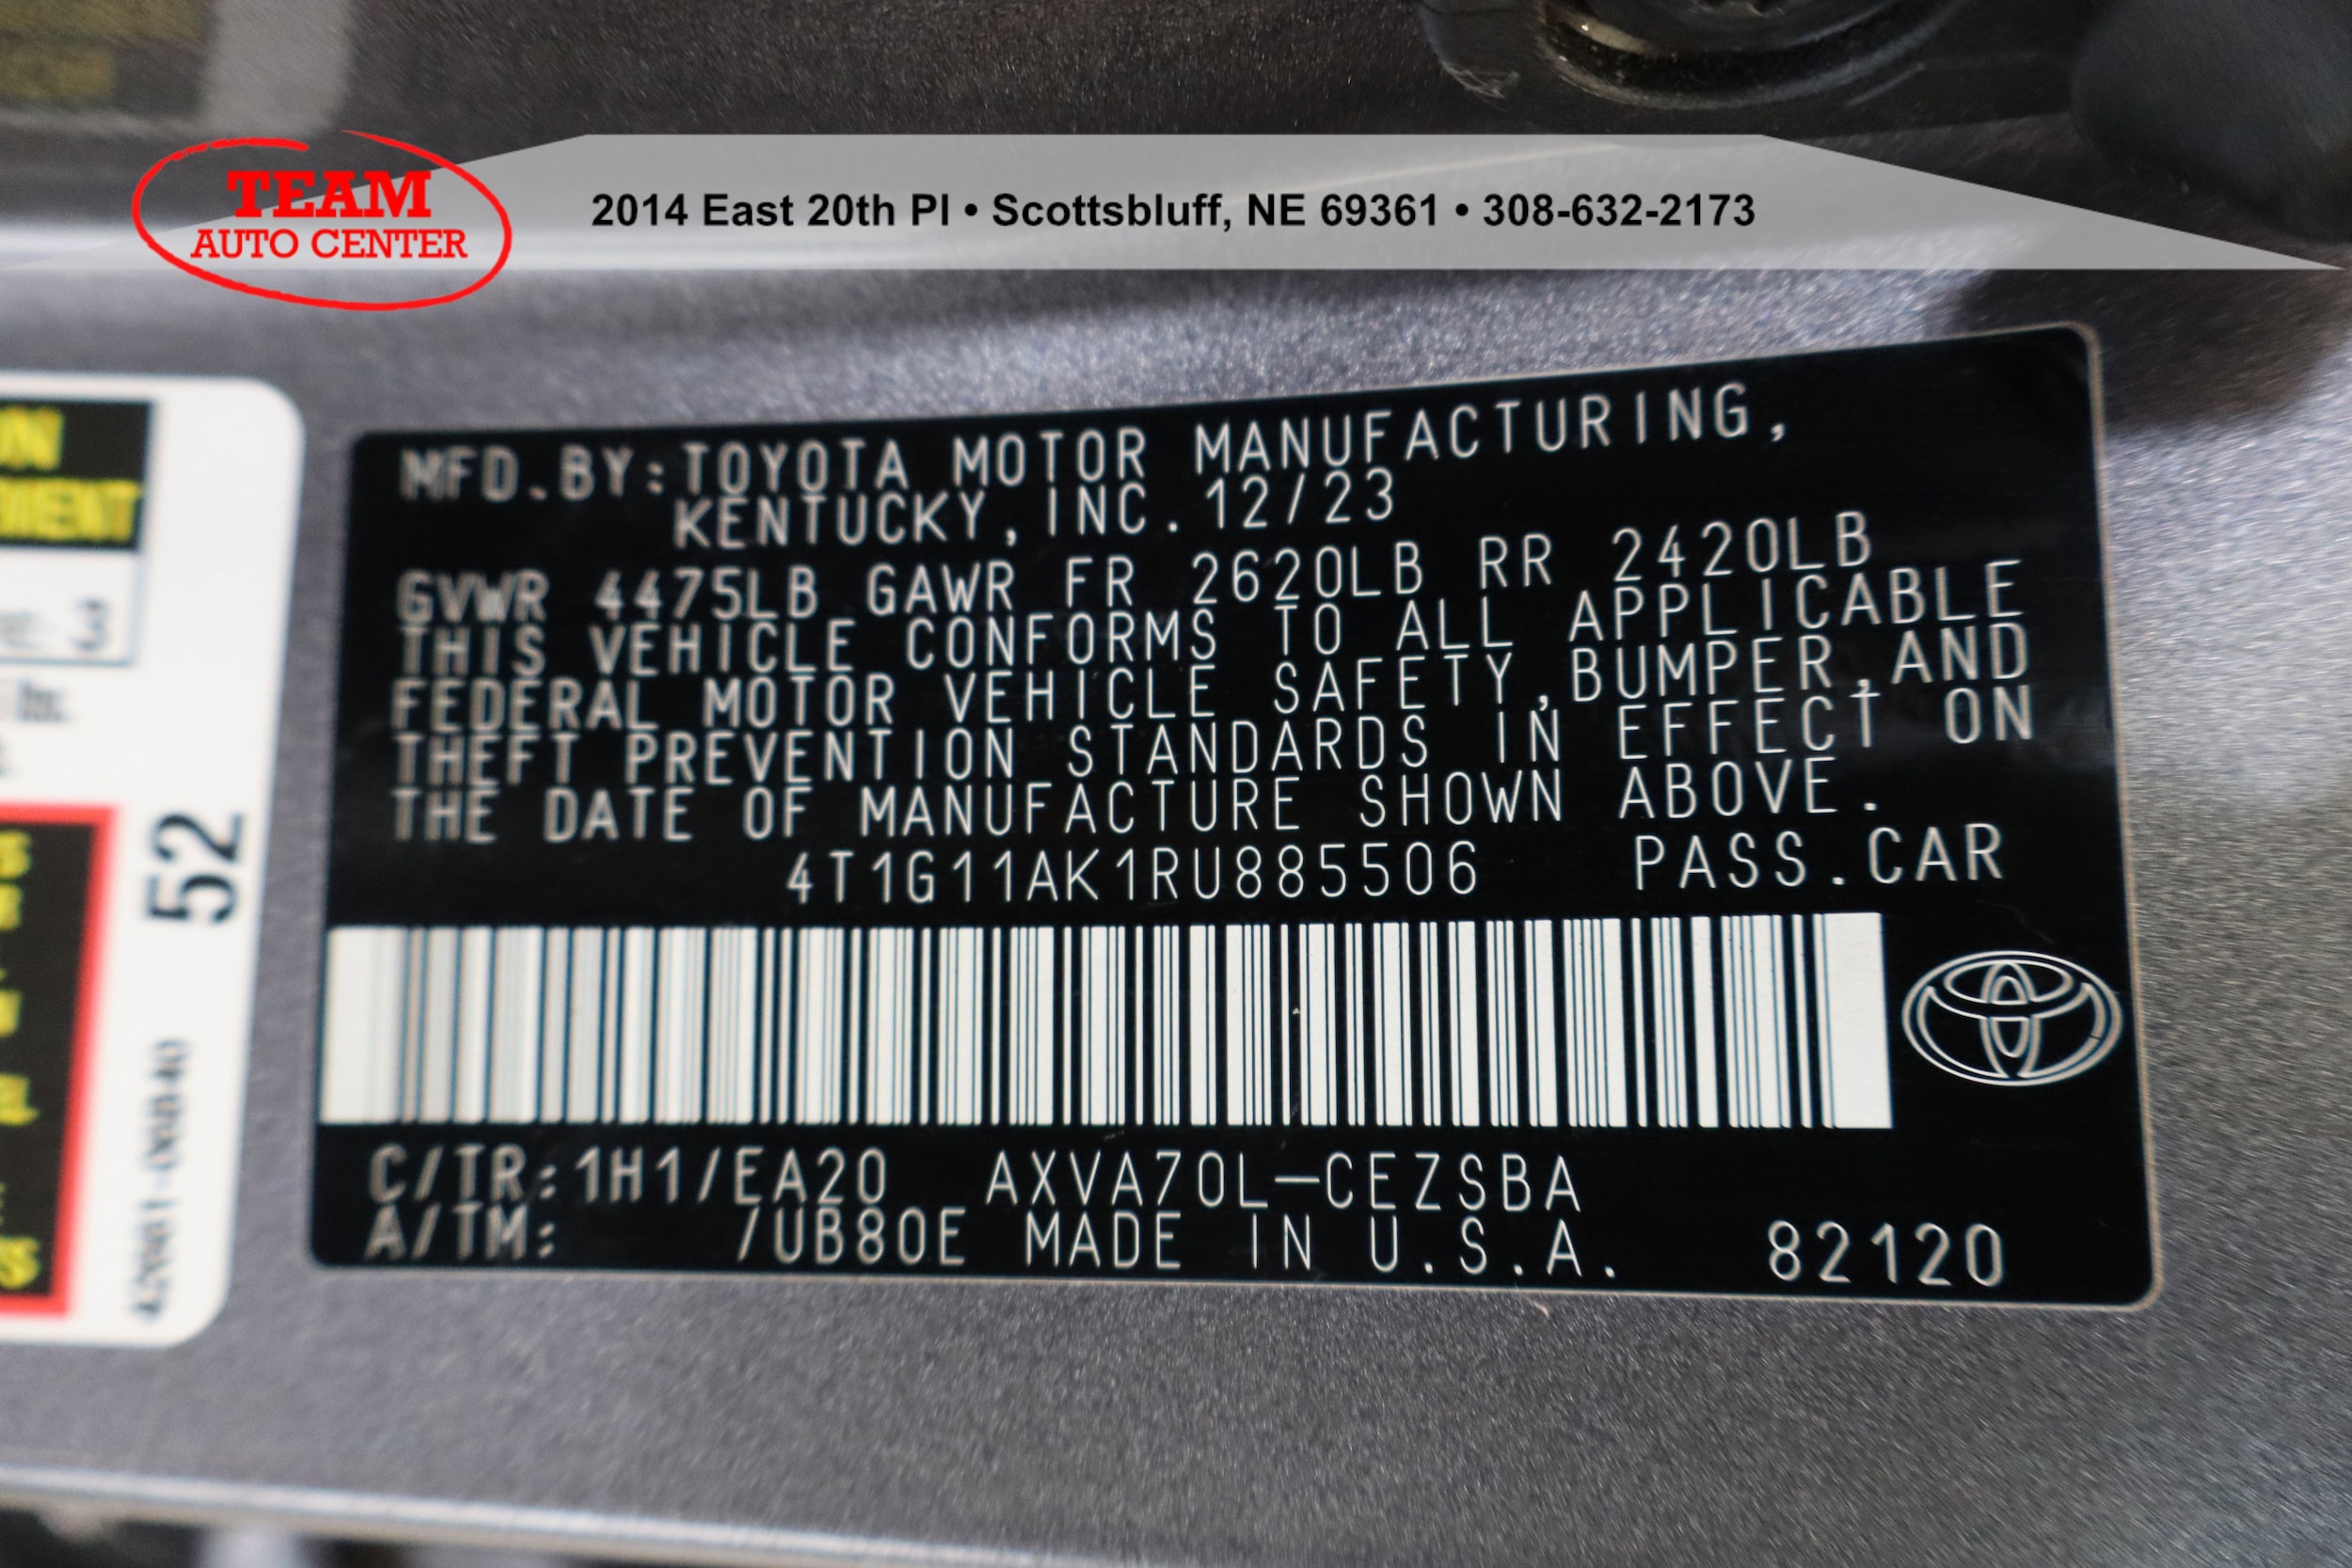 TEAM
AUTO CENTER
2014 East 20th Pl • Scottsbluff, NE 69361 • 308-632-2173
MFD.BY:TOYOTA MOTOR MANUFACTURING,
KENTUCKY, INC. 12/23
GVWR 4475LB GAWR FR 2620LB RR 2420LB
THIS VEHICLE CONFORMS TO ALL APPLICABLE
FEDERAL MOTOR VEHICLE SAFETY,BUMPER,AND
THEFT PREVENTION STANDARDS IN EFFECT ON
THE DATE OF MANUFACTURE SHOWN ABOVE.
4T1G11AK1RU885506 PASS.CAR
C/TR:1H1/EA20 AXVA70L-CEZSBA
A/TM: /UB80E MADE IN U.S.A. 82120
3
lbs.
52